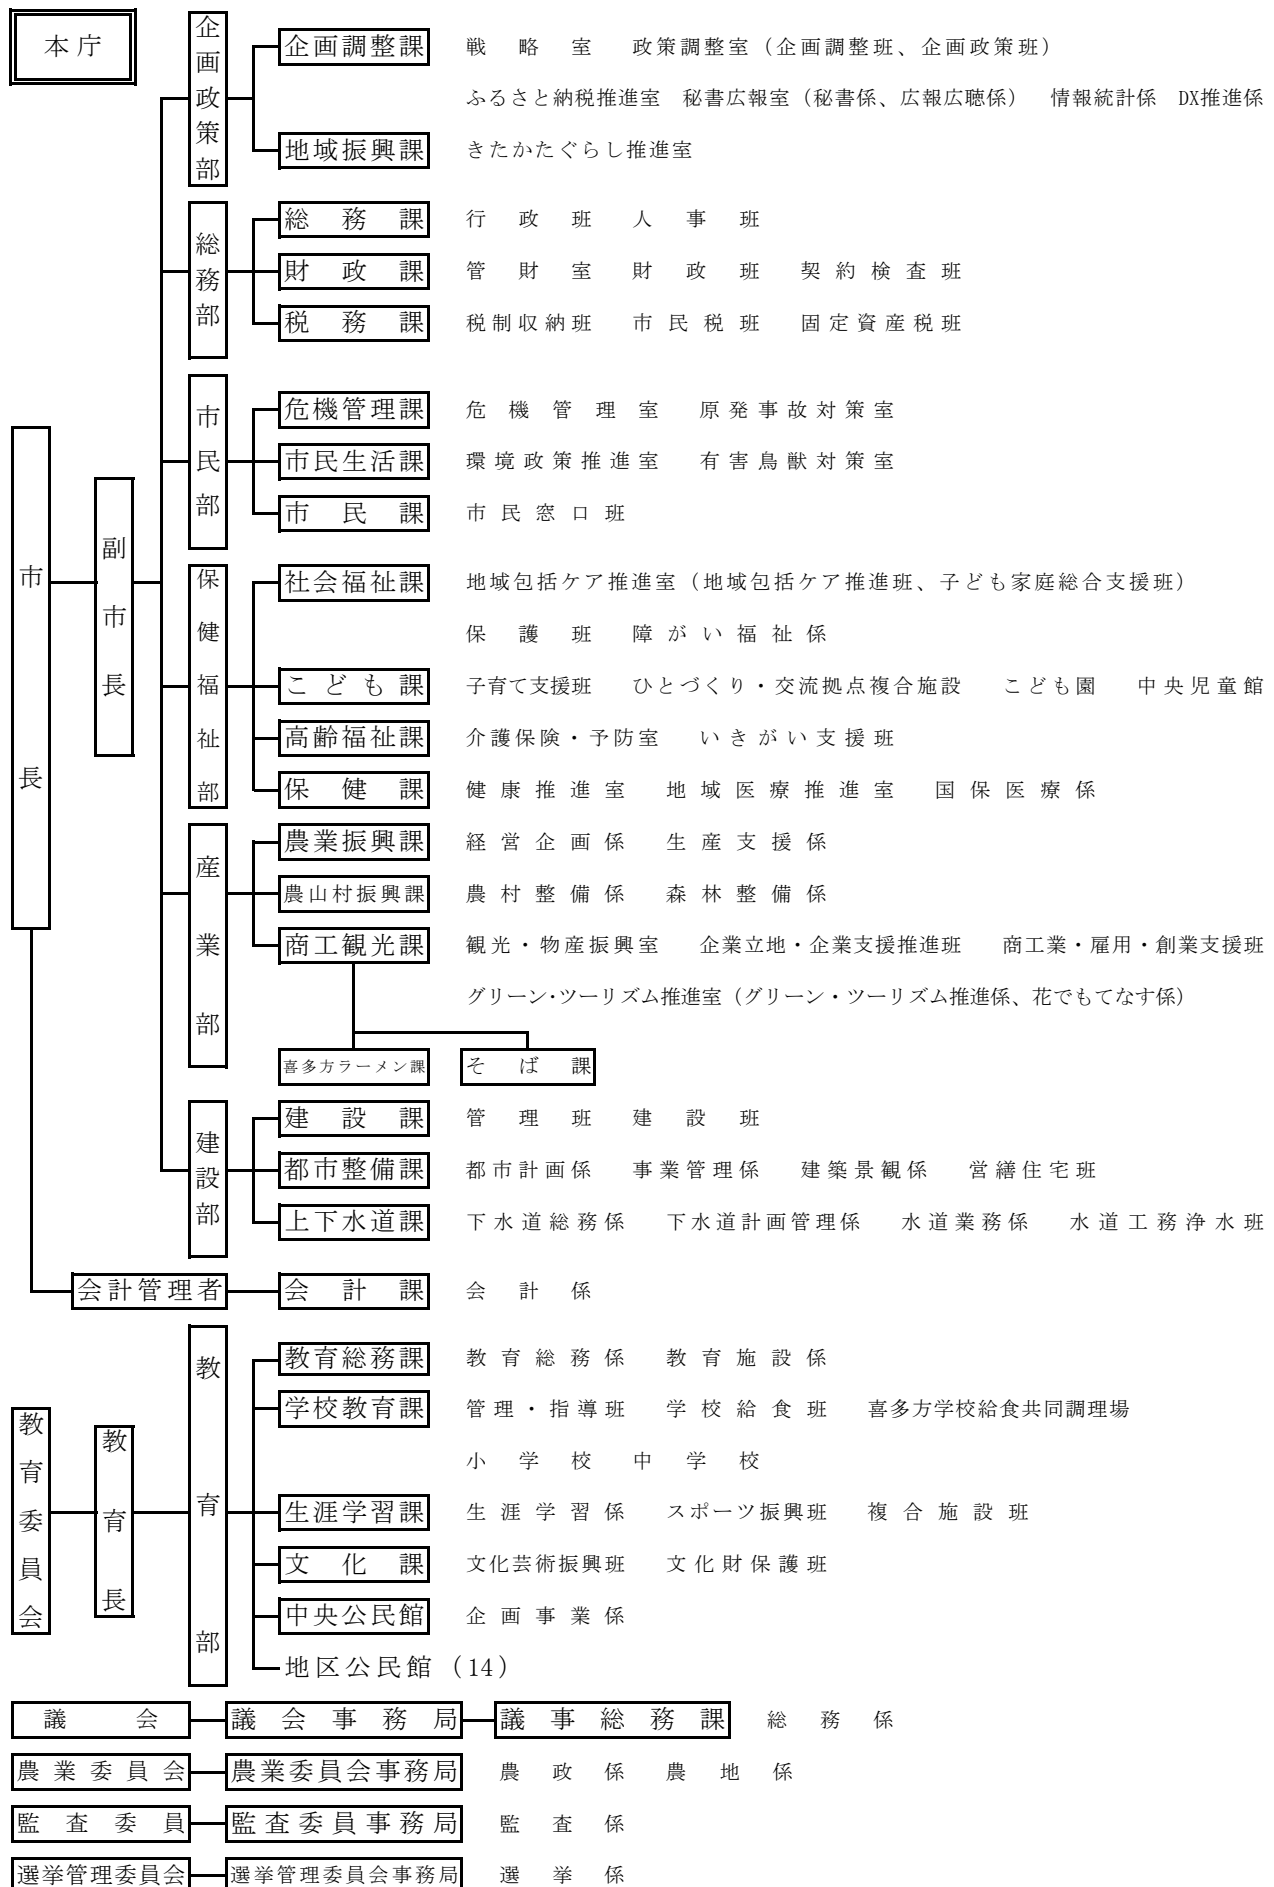 本庁
市長
副市長
企画政策部
企画調整課 戦略室 政策調整室（企画調整班、企画政策班）
ふるさと納税推進室 秘書広報室（秘書係、広報広聴係） 情報統計係 DX推進係
地域振興課 きたかたぐらし推進室
総務部
総務課 行政班 人事班
財政課 管財室 財政班 契約検査班
税務課 税制収納班 市民税班 固定資産税班
市民部
危機管理課 危機管理室 原発事故対策室
市民生活課 環境政策推進室 有害鳥獣対策室
市民課 市民窓口班
保健福祉部
社会福祉課 地域包括ケア推進室（地域包括ケア推進班、子ども家庭総合支援班）
保護班 障がい福祉係
こども課 子育て支援班 ひとづくり・交流拠点複合施設 こども園 中央児童館
高齢福祉課 介護保険・予防室 いきがい支援班
保健課 健康推進室 地域医療推進室 国保医療係
産業部
農業振興課 経営企画係 生産支援係
農山村振興課 農村整備係 森林整備係
商工観光課 観光・物産振興室 企業立地・企業支援推進班 商工業・雇用・創業支援班
グリーン・ツーリズム推進室（グリーン・ツーリズム推進係、花でもてなす係）
喜多方ラーメン課 そば課
建設部
建設課 管理班 建設班
都市整備課 都市計画係 事業管理係 建築景観係 営繕住宅班
上下水道課 下水道総務係 下水道計画管理係 水道業務係 水道工務浄水班
会計管理者 会計課 会計係
教育委員会
教育長
教育部
教育総務課 教育総務係 教育施設係
学校教育課 管理・指導班 学校給食班 喜多方学校給食共同調理場
小学校 中学校
生涯学習課 生涯学習係 スポーツ振興班 複合施設班
文化課 文化芸術振興班 文化財保護班
中央公民館 企画事業係
地区公民館（14）
議会 議会事務局 議事総務課 総務係
農業委員会 農業委員会事務局 農政係 農地係
監査委員 監査委員事務局 監査係
選挙管理委員会 選挙管理委員会事務局 選挙係